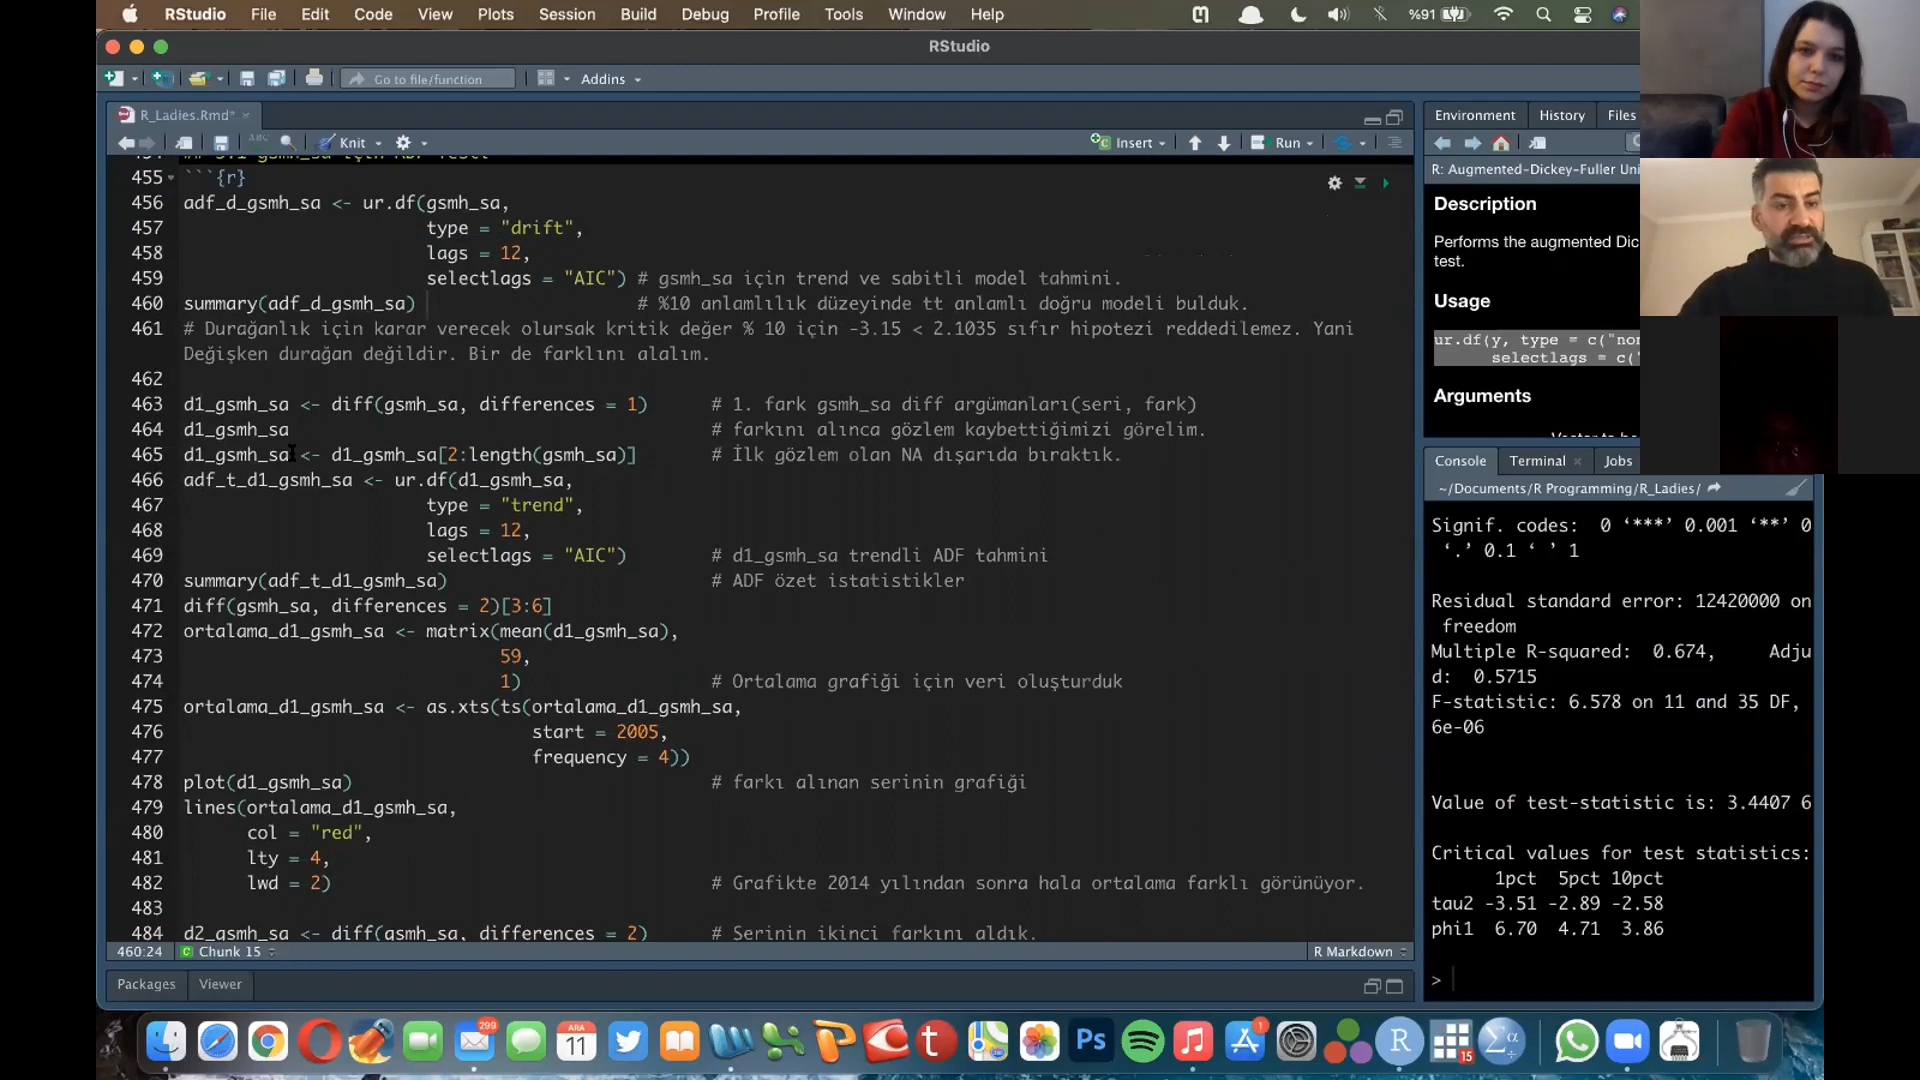 RStudio File Edit Code View Plots Session Build Debug Profile Tools Window Help %91
RStudio
Go to file/function Addins
R_Ladies.Rmd*
Knit Insert Run
455 ```{r}
456 adf_d_gsmh_sa <- ur.df(gsmh_sa,
457 type = "drift",
458 lags = 12,
459 selectlags = "AIC") # gsmh_sa için trend ve sabitli model tahmini.
460 summary(adf_d_gsmh_sa) # %10 anlamlılık düzeyinde tt anlamlı doğru modeli bulduk.
461 # Durağanlık için karar verecek olursak kritik değer % 10 için -3.15 < 2.1035 sıfır hipotezi reddedilemez. Yani
Değişken durağan değildir. Bir de farklını alalım.
462
463 d1_gsmh_sa <- diff(gsmh_sa, differences = 1) # 1. fark gsmh_sa diff argümanları(seri, fark)
464 d1_gsmh_sa # farkını alınca gözlem kaybettiğimizi görelim.
465 d1_gsmh_sa <- d1_gsmh_sa[2:length(gsmh_sa)] # İlk gözlem olan NA dışarıda bıraktık.
466 adf_t_d1_gsmh_sa <- ur.df(d1_gsmh_sa,
467 type = "trend",
468 lags = 12,
469 selectlags = "AIC") # d1_gsmh_sa trendli ADF tahmini
470 summary(adf_t_d1_gsmh_sa) # ADF özet istatistikler
471 diff(gsmh_sa, differences = 2)[3:6]
472 ortalama_d1_gsmh_sa <- matrix(mean(d1_gsmh_sa),
473 59,
474 1) # Ortalama grafiği için veri oluşturduk
475 ortalama_d1_gsmh_sa <- as.xts(ts(ortalama_d1_gsmh_sa,
476 start = 2005,
477 frequency = 4))
478 plot(d1_gsmh_sa) # farkı alınan serinin grafiği
479 lines(ortalama_d1_gsmh_sa,
480 col = "red",
481 lty = 4,
482 lwd = 2) # Grafikte 2014 yılından sonra hala ortalama farklı görünüyor.
483
484 d2_gsmh_sa <- diff(gsmh_sa, differences = 2) # Serinin ikinci farkını aldık.
460:24 Chunk 15 R Markdown
Packages Viewer
Environment History Files
R: Augmented-Dickey-Fuller Uni
Description
Performs the augmented Dic
test.
Usage
ur.df(y, type = c("nor
selectlags = c("
Arguments
Console Terminal Jobs
~/Documents/R Programming/R_Ladies/
Signif. codes: 0 ‘***’ 0.001 ‘**’ 0
‘.’ 0.1 ‘ ’ 1
Residual standard error: 12420000 on
freedom
Multiple R-squared: 0.674, Adju
d: 0.5715
F-statistic: 6.578 on 11 and 35 DF,
6e-06
Value of test-statistic is: 3.4407 6
Critical values for test statistics:
1pct 5pct 10pct
tau2 -3.51 -2.89 -2.58
phi1 6.70 4.71 3.86
>
299
ARA
11
Ps
1
R
15
Σα